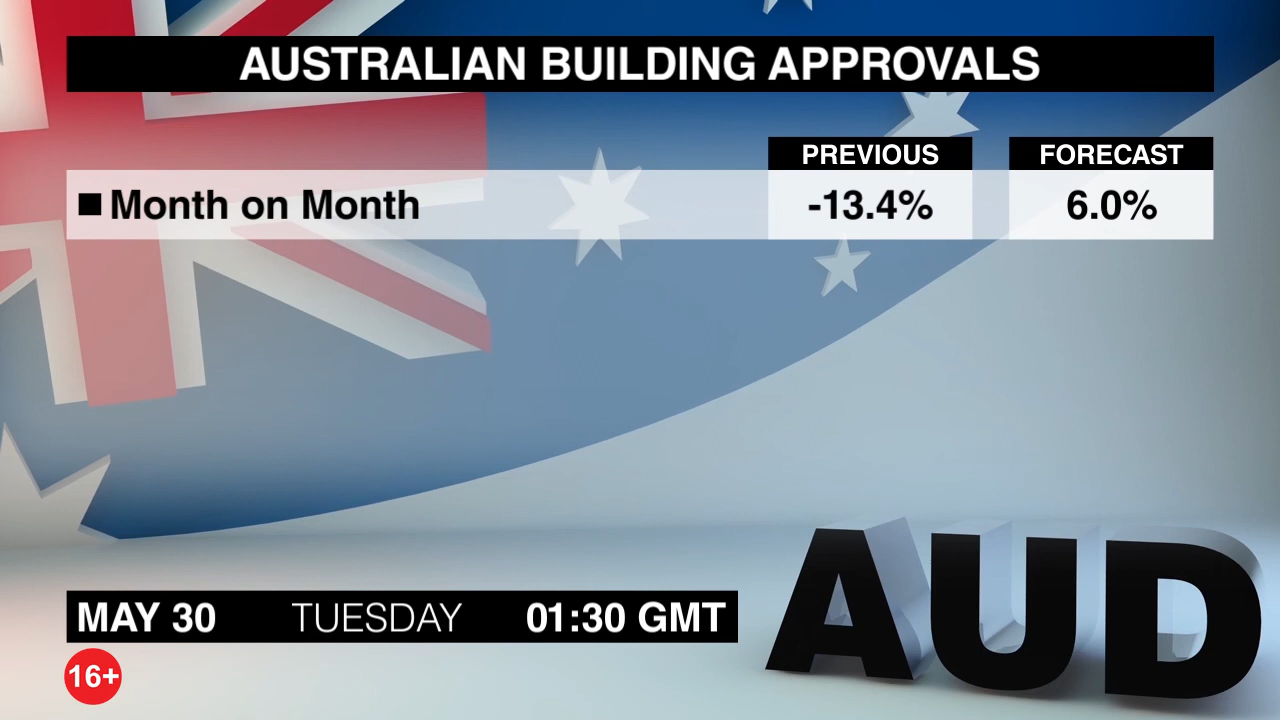 AUSTRALIAN BUILDING APPROVALS
PREVIOUS FORECAST
Month on Month -13.4% 6.0%
MAY 30 TUESDAY 01:30 GMT
16+
AUD